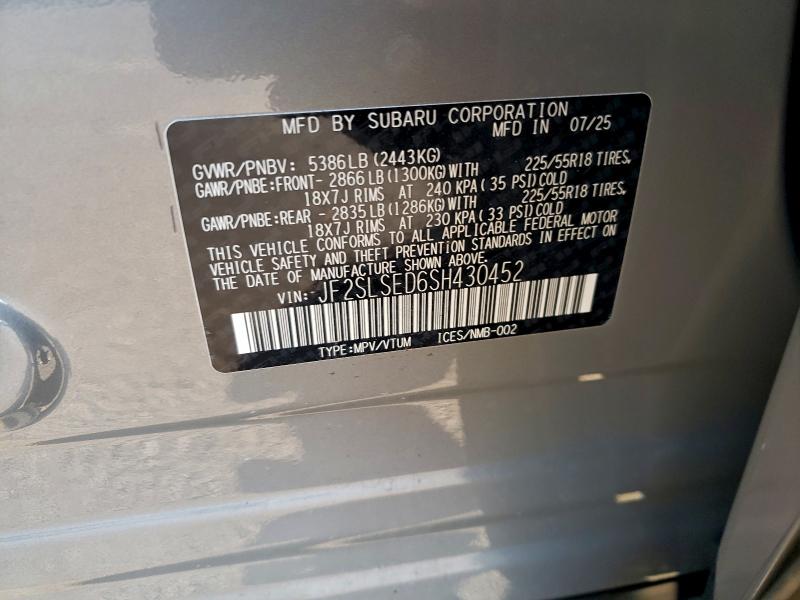 MFD BY SUBARU CORPORATION
MFD IN 07/25
GVWR/PNBV: 5386LB(2443KG)
GAWR/PNBE:FRONT- 2866LB(1300KG)WITH 225/55R18 TIRES,
18X7J RIMS AT 240 KPA(35 PSI)COLD
GAWR/PNBE:REAR - 2835LB(1286KG)WITH 225/55R18 TIRES,
18X7J RIMS AT 230 KPA(33 PSI)COLD
THIS VEHICLE CONFORMS TO ALL APPLICABLE FEDERAL MOTOR
VEHICLE SAFETY AND THEFT PREVENTION STANDARDS IN EFFECT ON
THE DATE OF MANUFACTURE SHOWN ABOVE.
VIN: JF2SLSED6SH430452
TYPE:MPV/VTUM ICES/NMB-002